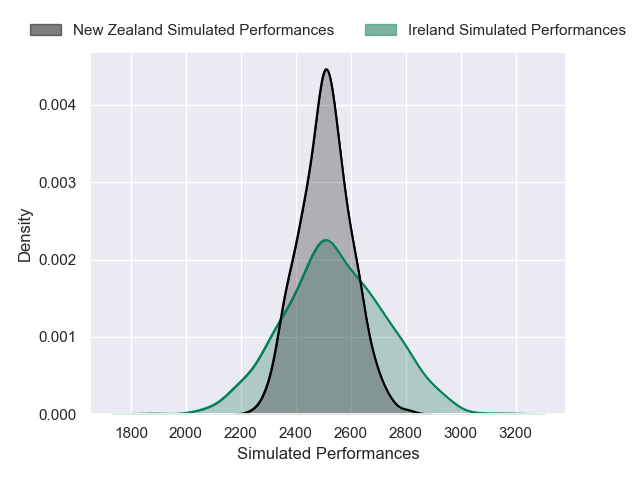 New Zealand Simulated Performances
Ireland Simulated Performances
Density
0.004
0.003
0.002
0.001
0.000
1800 2000 2200 2400 2600 2800 3000 3200
Simulated Performances